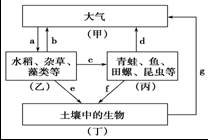 大气
(甲)
a
b
d
水稻、杂草、
藻类等
c
青蛙、鱼、
田螺、昆虫等
g
(乙)
e
f
(丙)
土壤中的生物
(丁)